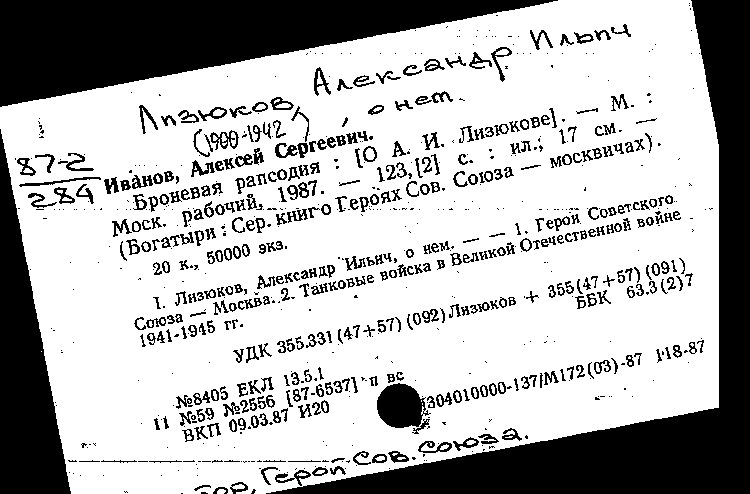 Лизюков, Александр Ильич
(1900-1942), о нем.
87-2
284
Иванов, Алексей Сергеевич.
Броневая рапсодия : [О А. И. Лизюкове]. — М. :
Моск. рабочий, 1987. — 123,[2] с. : ил.; 17 см. —
(Богатыри : Сер. книг о Героях Сов. Союза — москвичах).
20 к., 50000 экз.
I. Лизюков, Александр Ильич, о нем. — — 1. Герои Советского
Союза — Москва. 2. Танковые войска в Великой Отечественной войне
1941-1945 гг.
УДК 355.331(47+57)(092)Лизюков + 355(47+57)(091)
ББК 63.3(2)7
№8405 ЕКЛ 13.5.1
11 №59 №2556 [87-6537] п вс
ВКП 09.03.87 И20
304010000-137/М172(03)-87 118-87
Герой Сов. Союза.